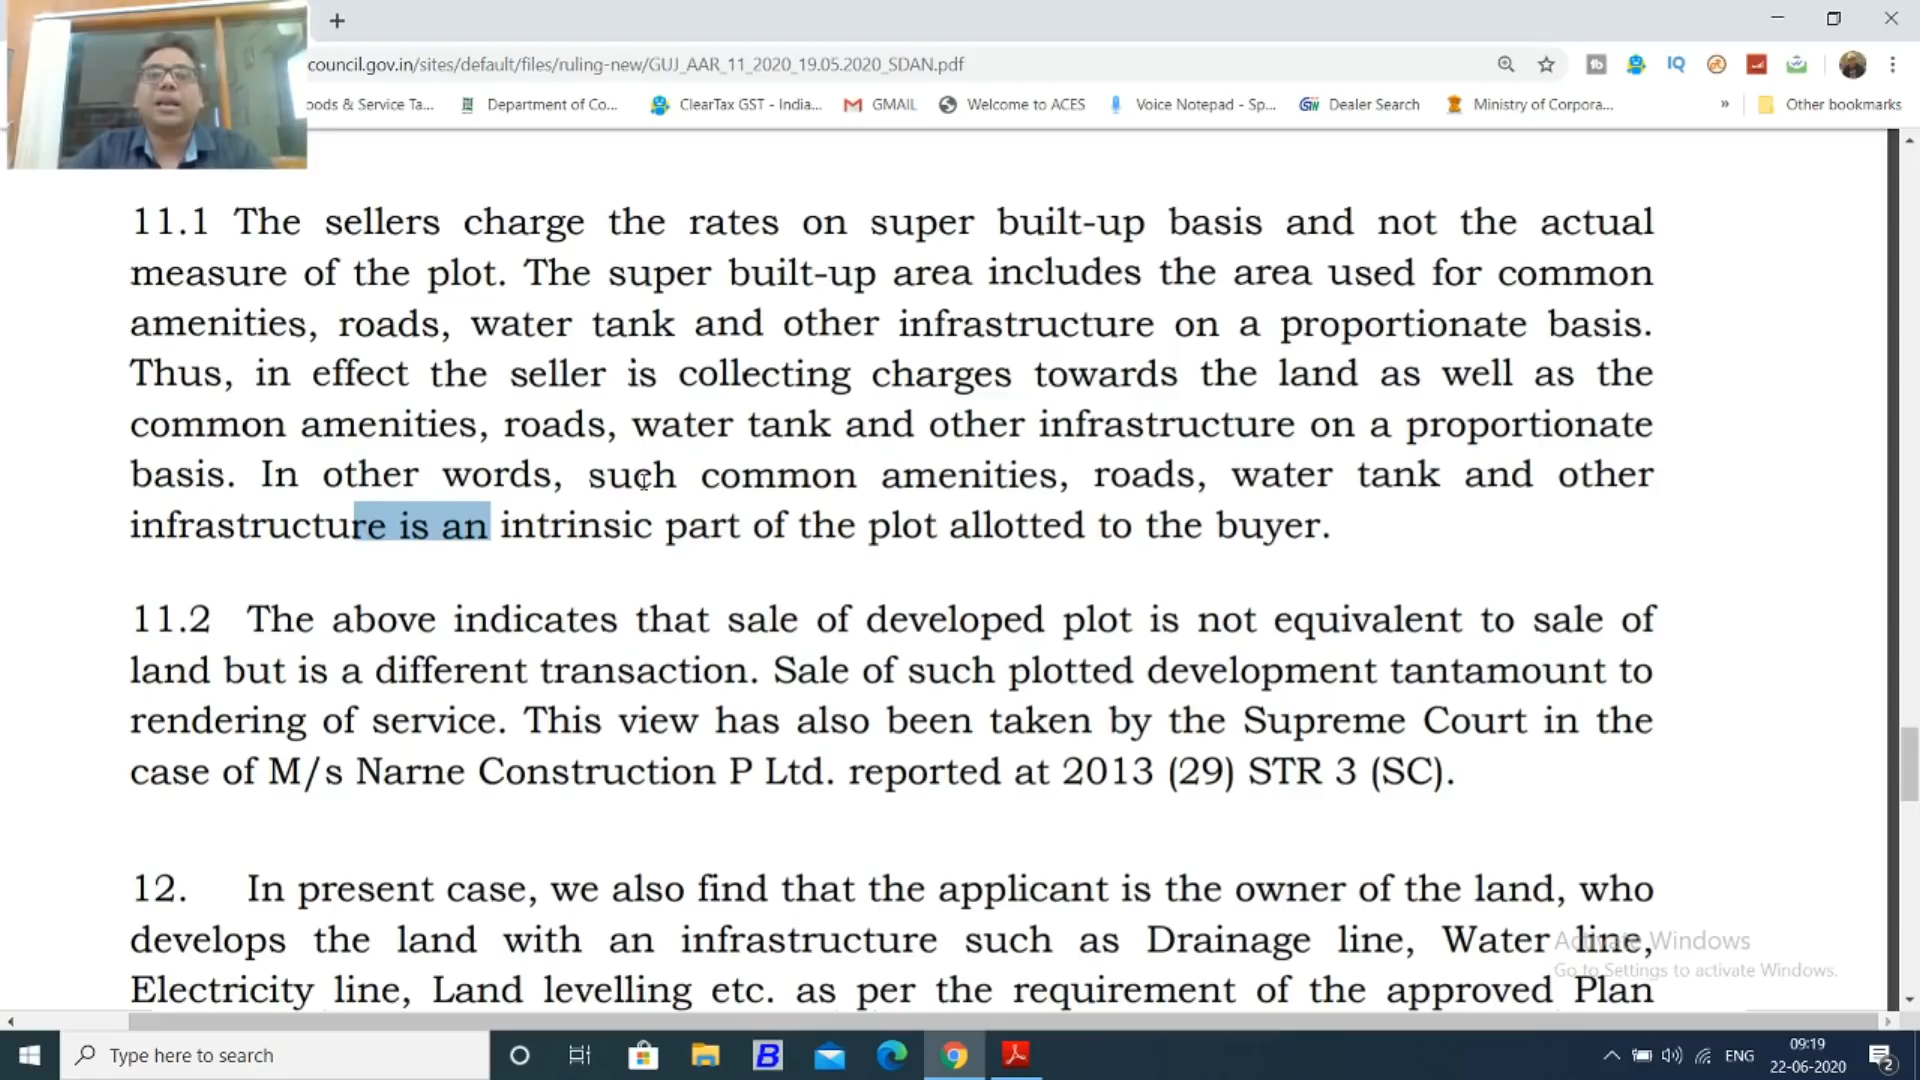 council.gov.in/sites/default/files/ruling-new/GUJ_AAR_11_2020_19.05.2020_SDAN.pdf
IQ
oods & Service Ta...
Department of Co...
ClearTax GST - India...
GMAIL
Welcome to ACES
Voice Notepad - Sp...
Dealer Search
Ministry of Corpora...
»
Other bookmarks
11.1 The sellers charge the rates on super built-up basis and not the actual
measure of the plot. The super built-up area includes the area used for common
amenities, roads, water tank and other infrastructure on a proportionate basis.
Thus, in effect the seller is collecting charges towards the land as well as the
common amenities, roads, water tank and other infrastructure on a proportionate
basis. In other words, such common amenities, roads, water tank and other
infrastructure is an intrinsic part of the plot allotted to the buyer.
11.2 The above indicates that sale of developed plot is not equivalent to sale of
land but is a different transaction. Sale of such plotted development tantamount to
rendering of service. This view has also been taken by the Supreme Court in the
case of M/s Narne Construction P Ltd. reported at 2013 (29) STR 3 (SC).
12. In present case, we also find that the applicant is the owner of the land, who
develops the land with an infrastructure such as Drainage line, Water line,
Electricity line, Land levelling etc. as per the requirement of the approved Plan
Activate Windows
Go to Settings to activate Windows.
Type here to search
B
ENG
09:19
22-06-2020
2